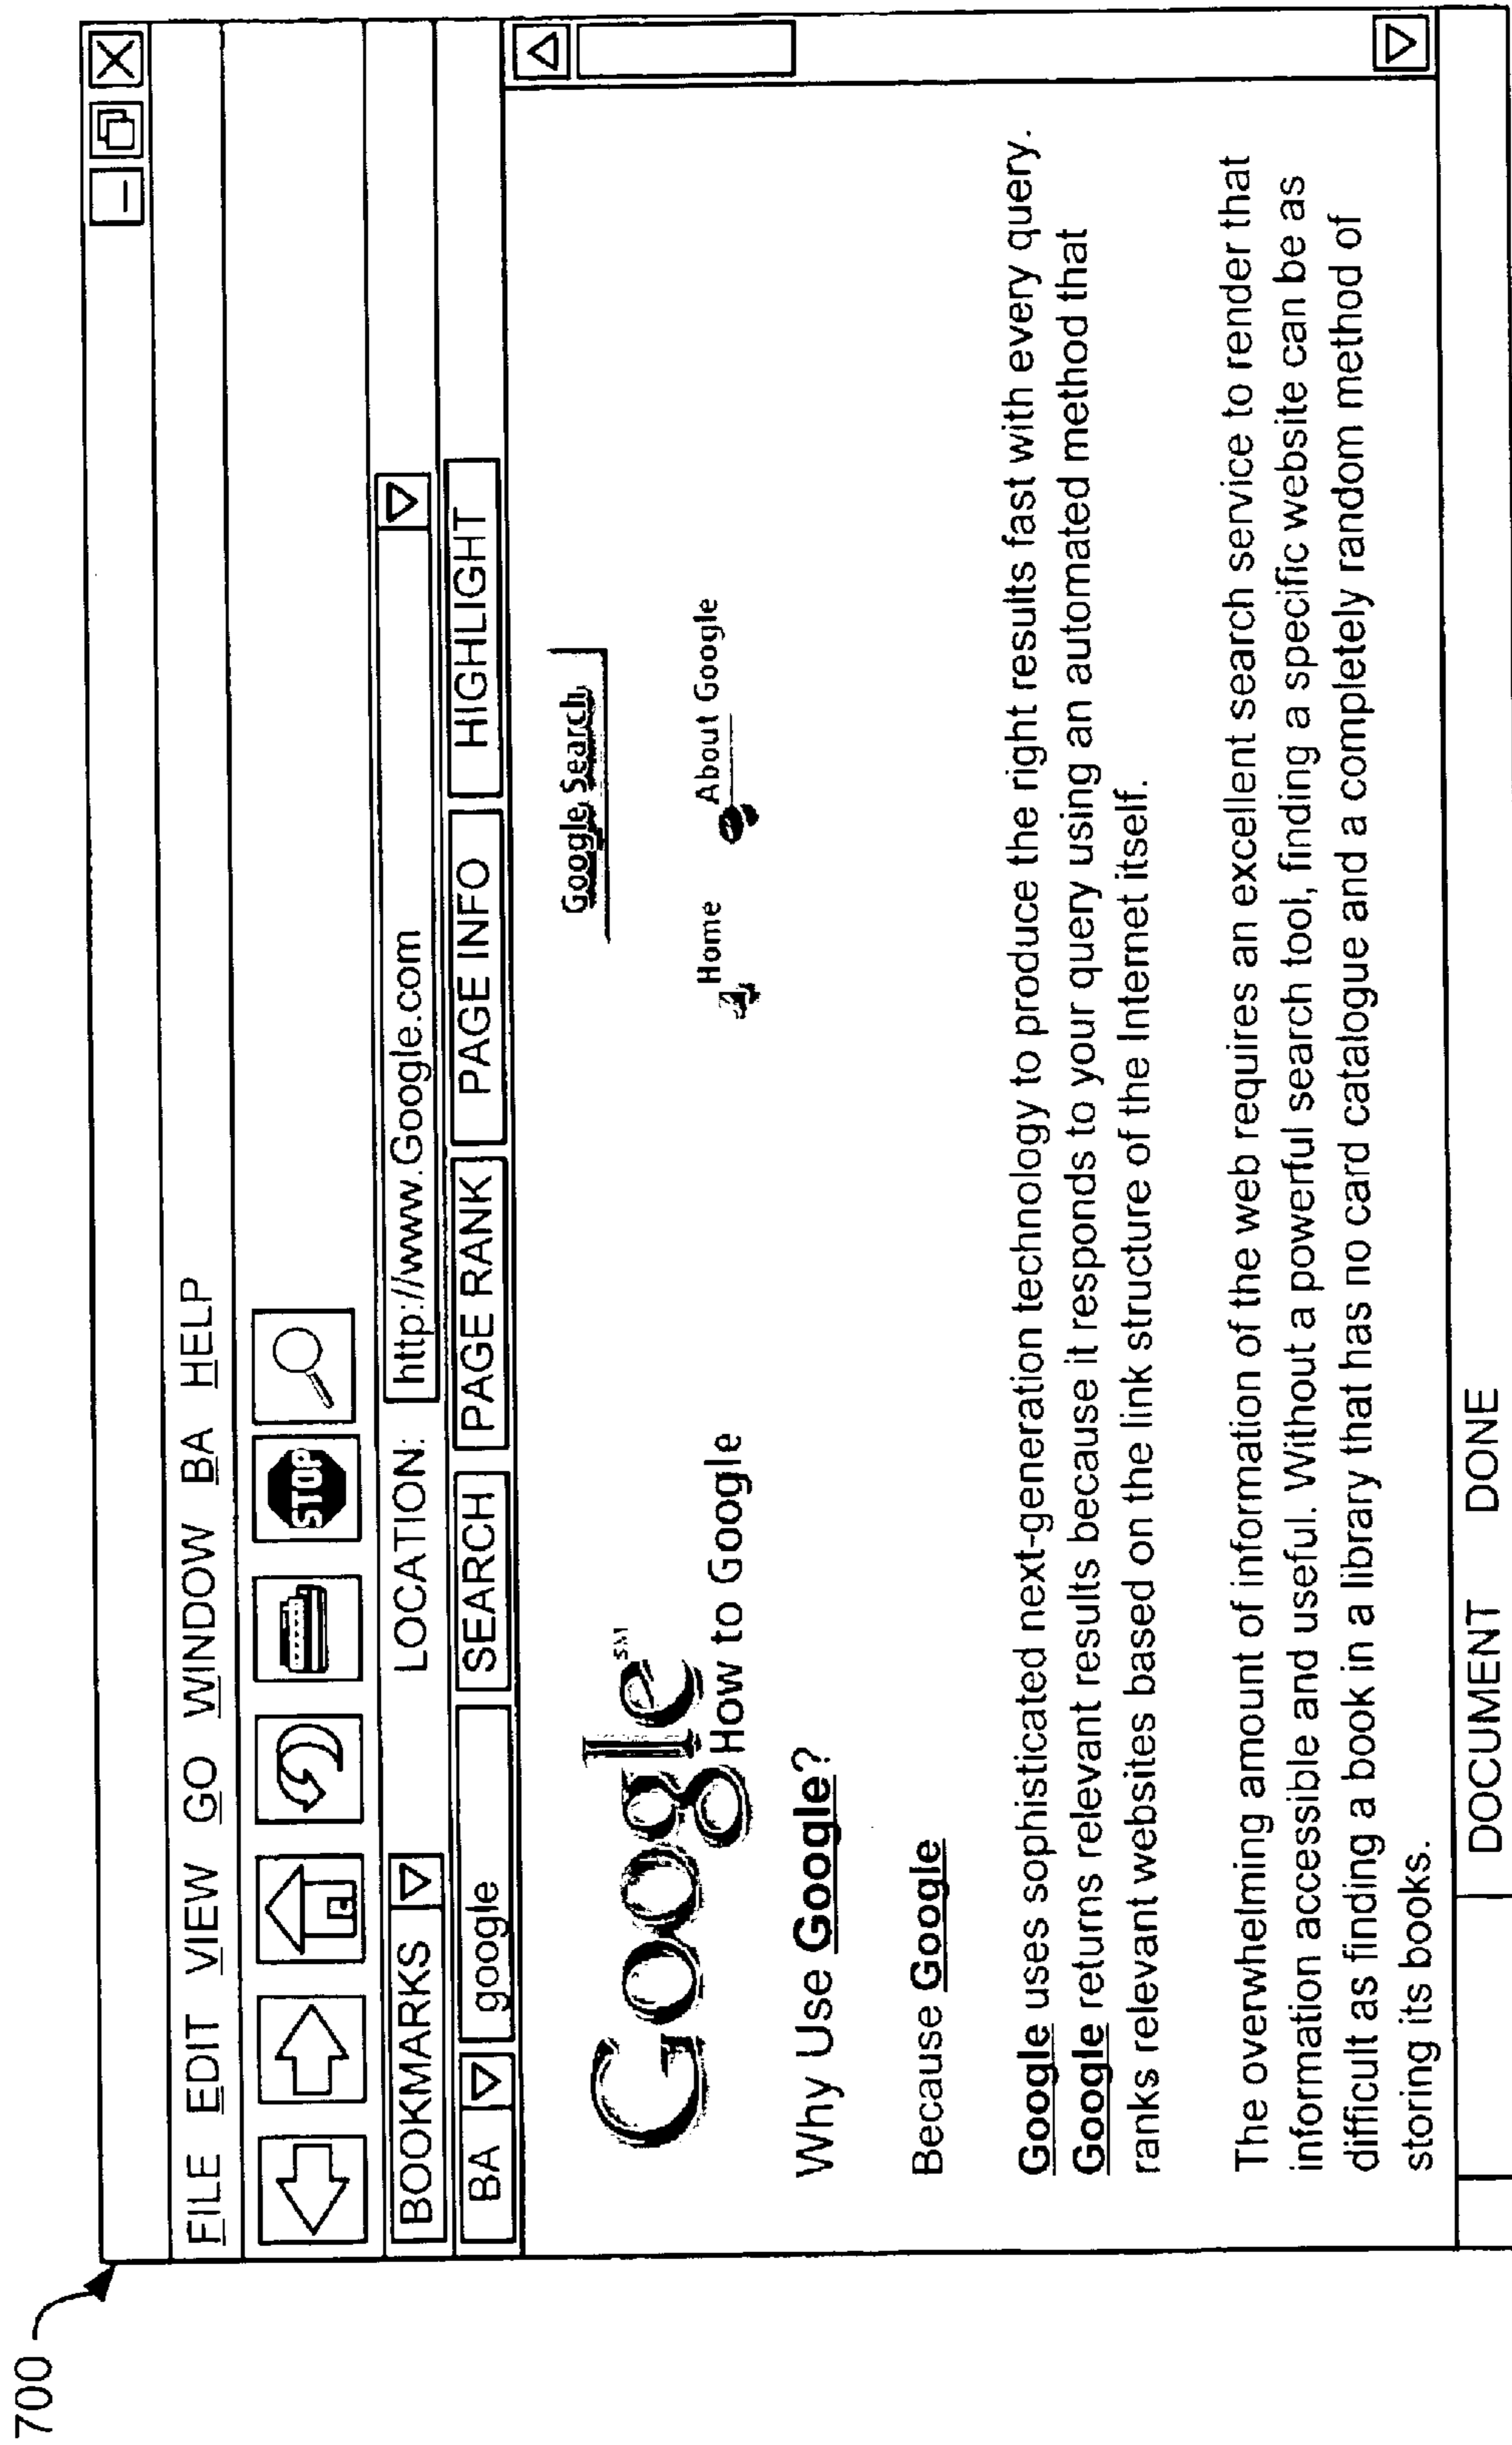 700
FILE EDIT VIEW GO WINDOW BA HELP
STOP
BOOKMARKS LOCATION: http://www.Google.com
BA google SEARCH PAGE RANK PAGE INFO HIGHLIGHT
Google SM
Google Search
How to Google
Home About Google
Why Use Google?
Because Google
Google uses sophisticated next-generation technology to produce the right results fast with every query.
Google returns relevant results because it responds to your query using an automated method that
ranks relevant websites based on the link structure of the Internet itself.
The overwhelming amount of information of the web requires an excellent search service to render that
information accessible and useful. Without a powerful search tool, finding a specific website can be as
difficult as finding a book in a library that has no card catalogue and a completely random method of
storing its books.
DOCUMENT DONE